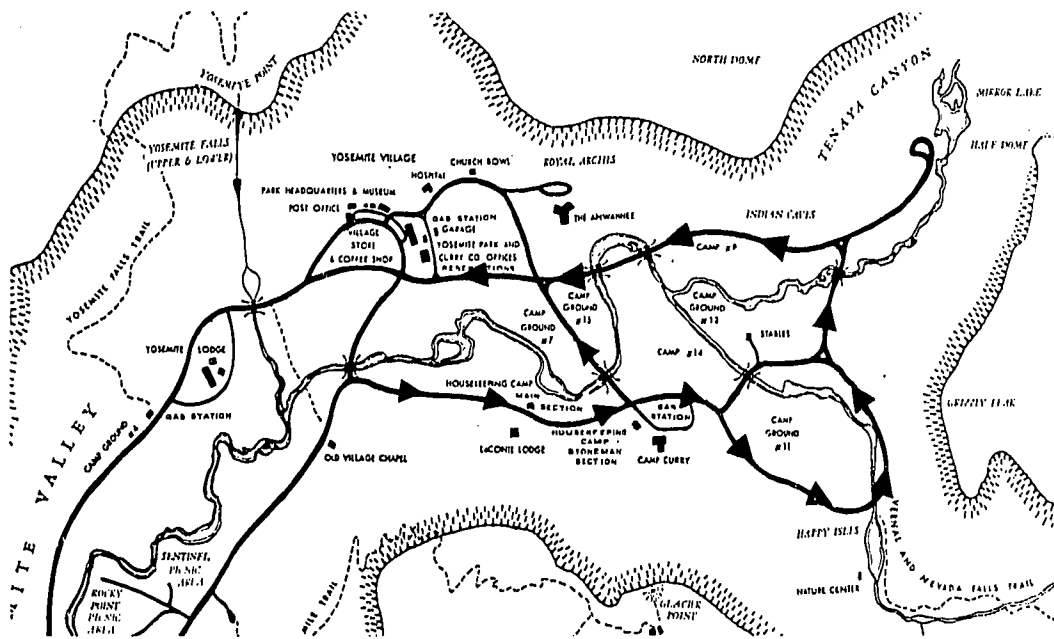 YOSEMITE POINT
NORTH DOME
TENAYA CANYON
MIRROR LAKE
HALF DOME
YOSEMITE FALLS
(UPPER & LOWER)
YOSEMITE VILLAGE
CHURCH BOWL
HOSPITAL
ROYAL ARCHES
PARK HEADQUARTERS & MUSEUM
POST OFFICE
GAS STATION
GARAGE
THE AHWAHNEE
INDIAN CAVES
VILLAGE
STORE
& COFFEE SHOP
YOSEMITE PARK AND
CURRY CO OFFICES
RESERVATIONS
CAMP #9
YOSEMITE FALLS TRAIL
CAMP
GROUND
#15
CAMP
GROUND
#12
CAMP
GROUND
#7
STABLES
YOSEMITE LODGE
CAMP #14
HOUSEKEEPING CAMP
MAIN
SECTION
GAS STATION
GAS
STATION
GRIZZLY PEAK
CAMP GROUND
#4
CAMP
GROUND
#11
OLD VILLAGE CHAPEL
LeCONTE LODGE
HOUSEKEEPING
CAMP
STONEMAN
SECTION
CAMP CURRY
ITE VALLEY
HAPPY ISLES
VERNAL AND NEVADA FALLS TRAIL
SENTINEL
PICNIC
AREA
ROCKY
POINT
PICNIC
AREA
MILE TRAIL
GLACIER
POINT
NATURE CENTER